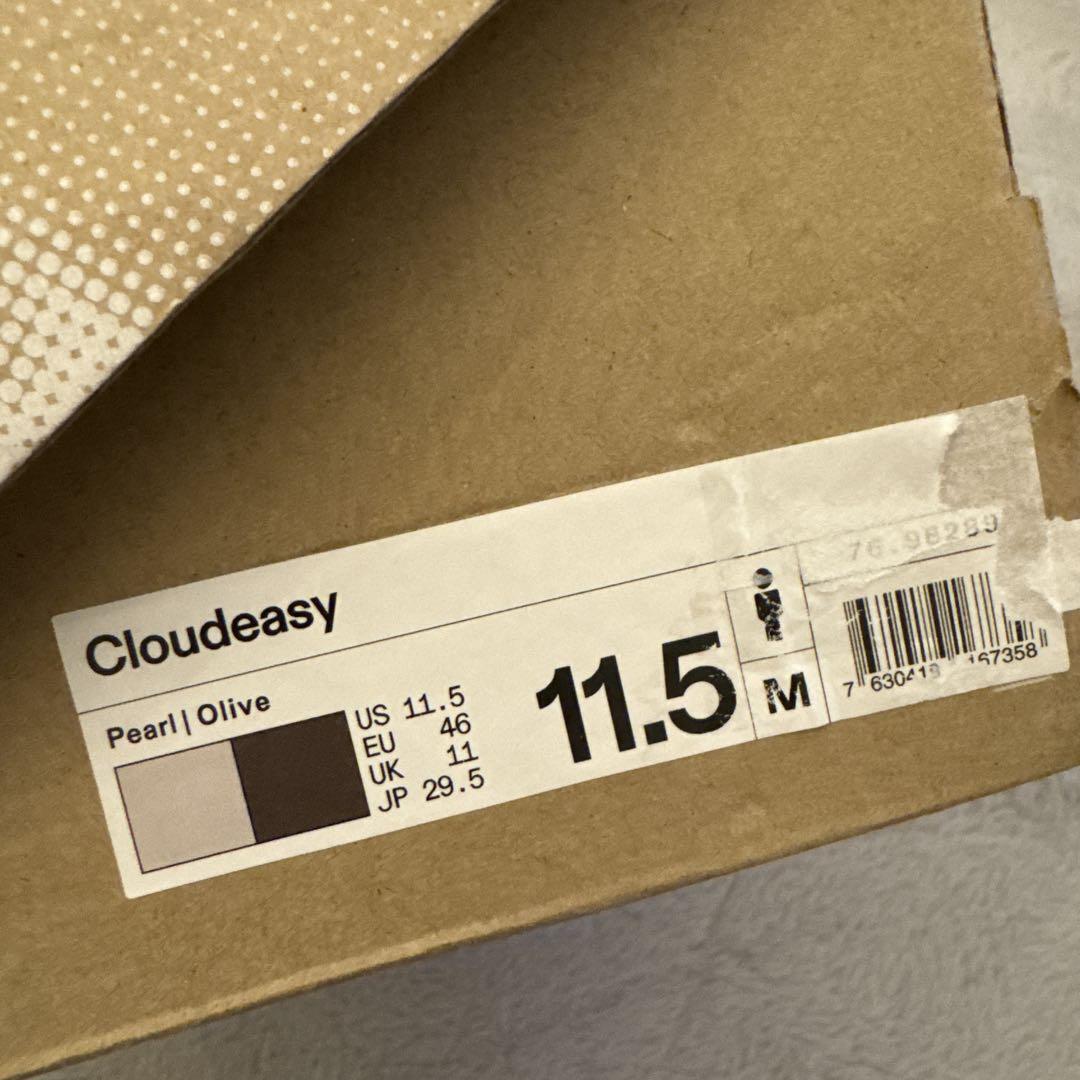 Cloudeasy
76.98289
Pearl | Olive
US 11.5
EU 46
UK 11
JP 29.5
11.5
M
7 630419 167358